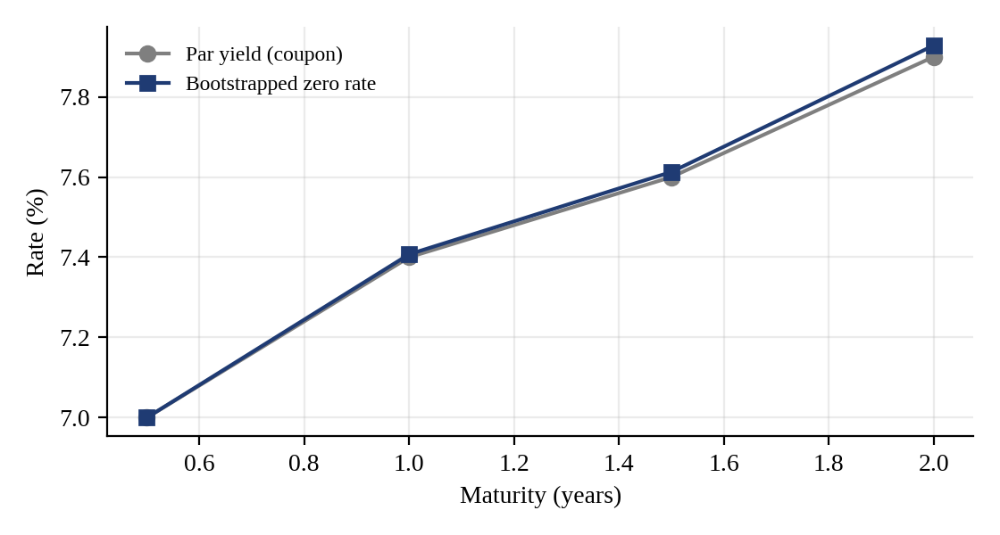 Par yield (coupon)
Bootstrapped zero rate
Rate (%)
7.8
7.6
7.4
7.2
7.0
0.6 0.8 1.0 1.2 1.4 1.6 1.8 2.0
Maturity (years)